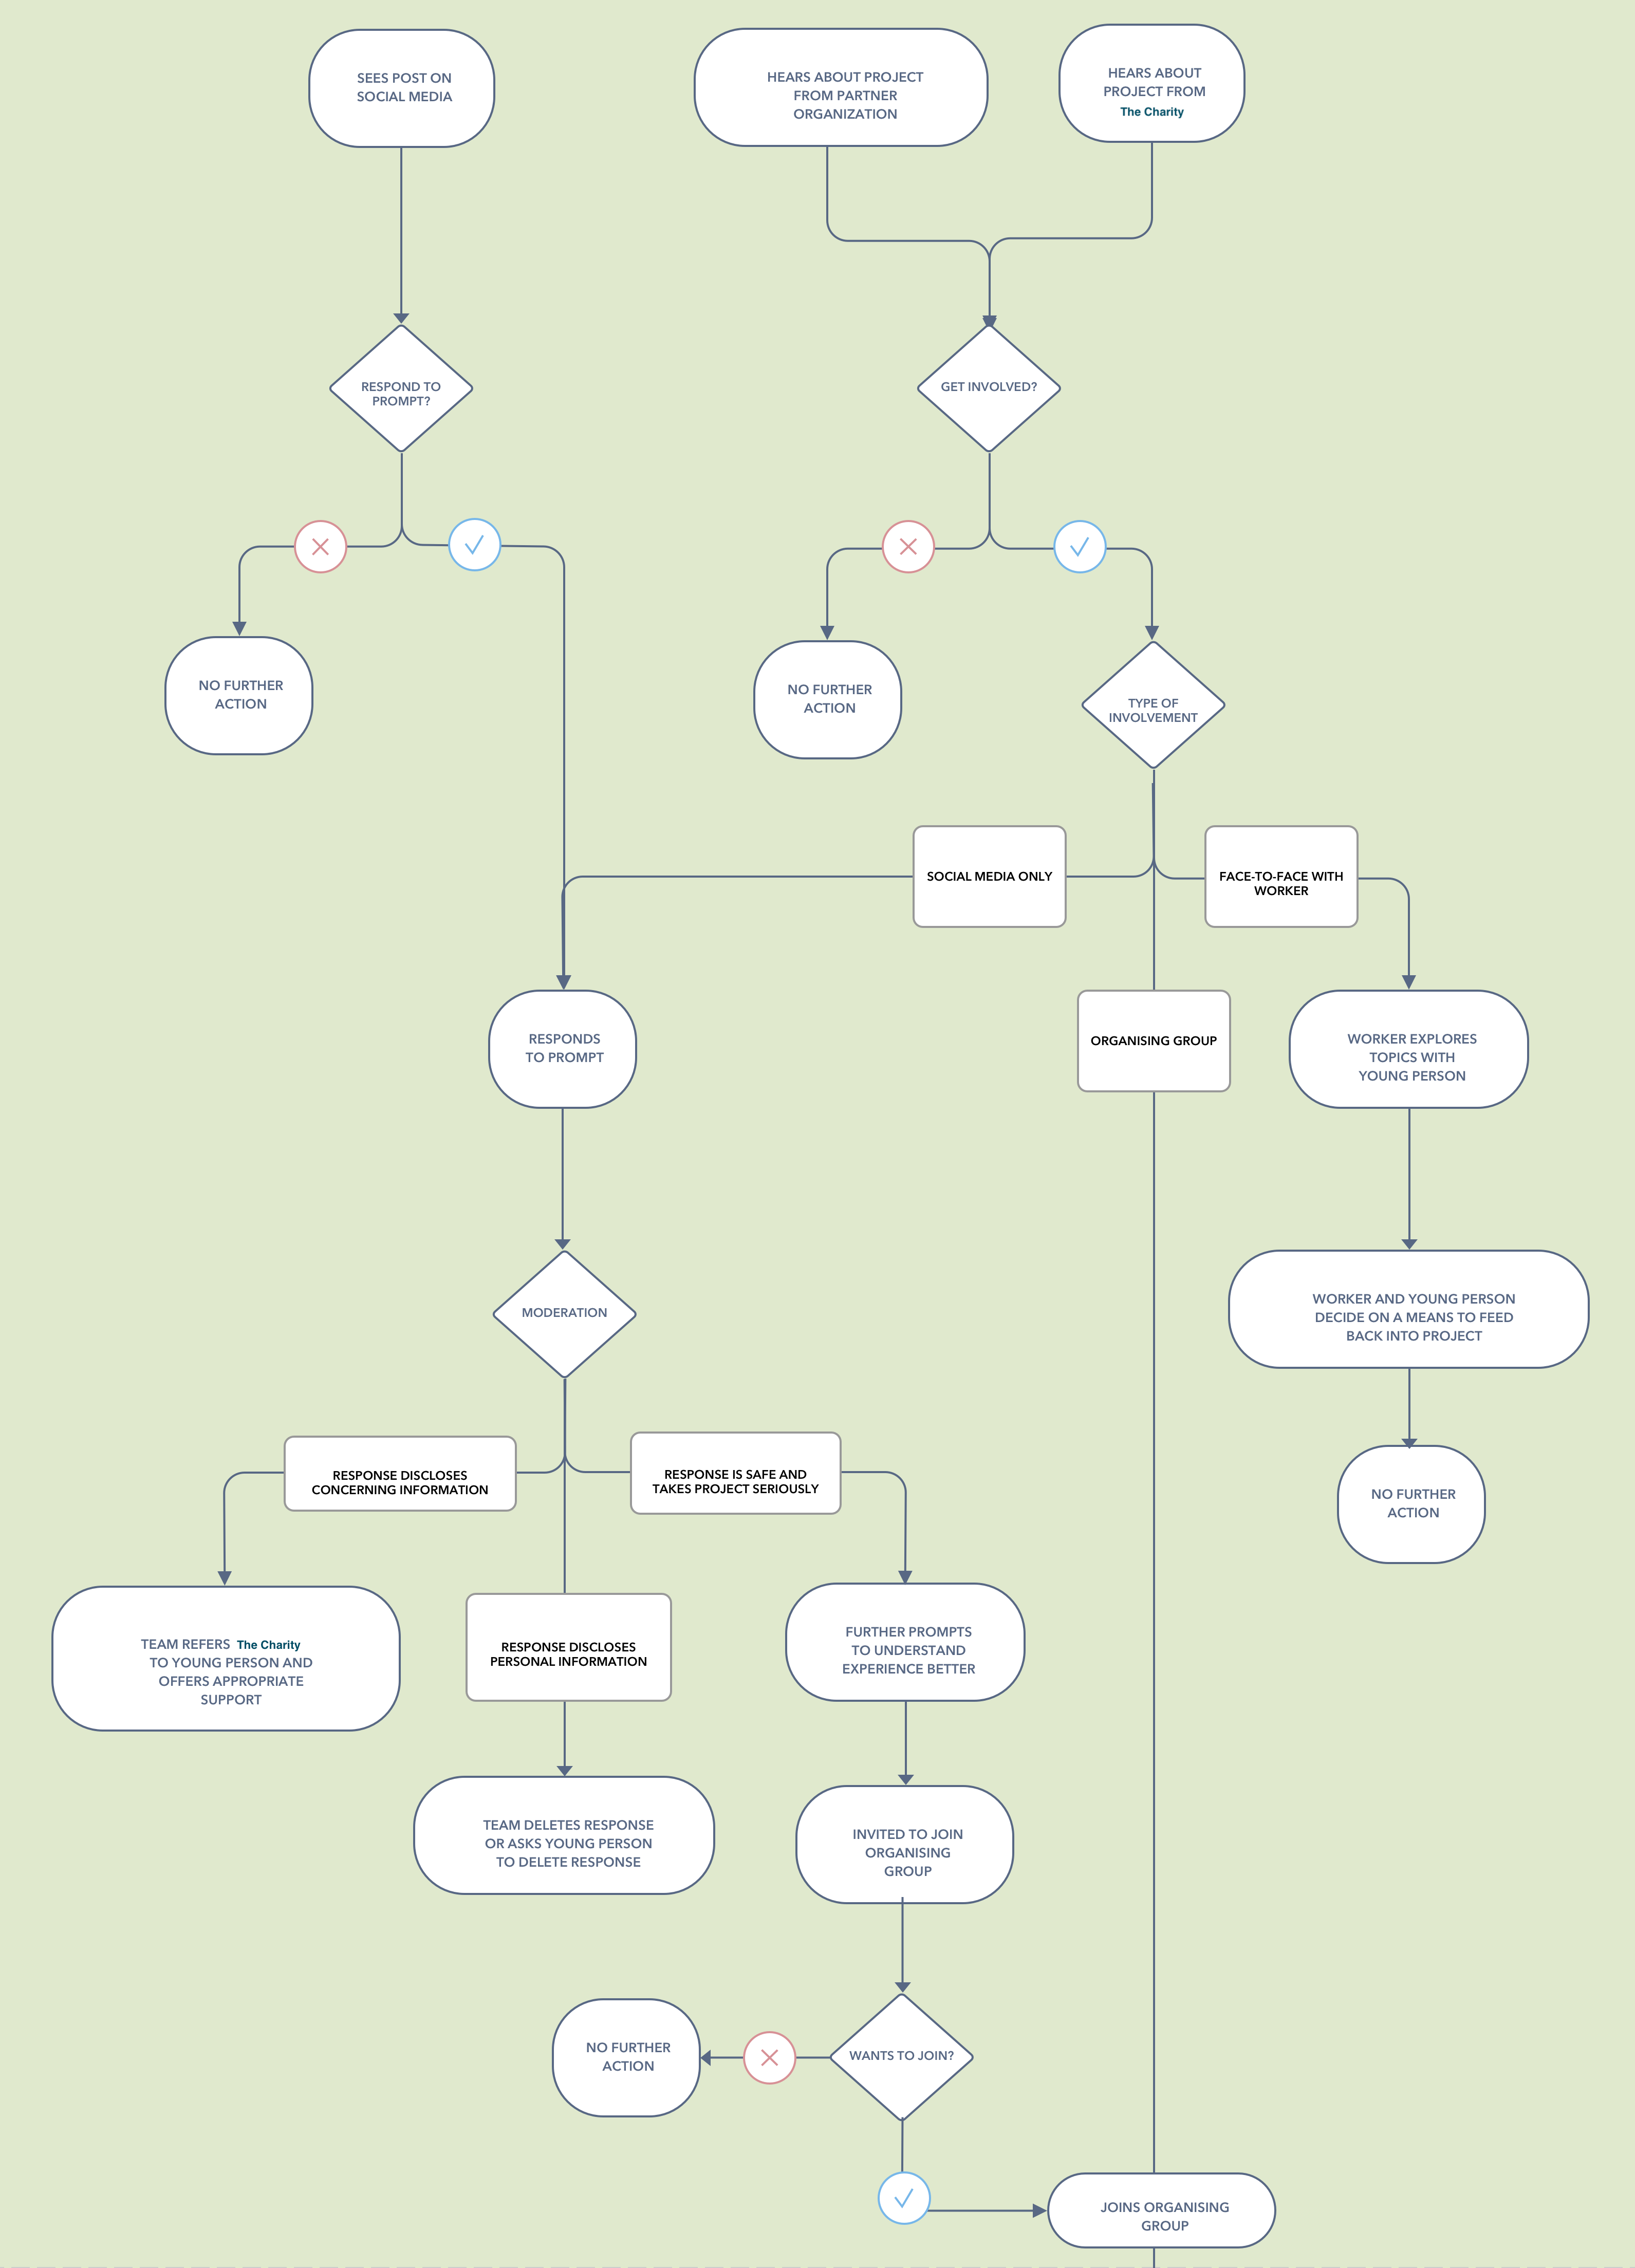 SEES POST ON
SOCIAL MEDIA
HEARS ABOUT PROJECT
FROM PARTNER
ORGANIZATION
HEARS ABOUT
PROJECT FROM
The Charity
RESPOND TO
PROMPT?
GET INVOLVED?
NO FURTHER
ACTION
NO FURTHER
ACTION
TYPE OF
INVOLVEMENT
SOCIAL MEDIA ONLY
FACE-TO-FACE WITH
WORKER
RESPONDS
TO PROMPT
ORGANISING GROUP
WORKER EXPLORES
TOPICS WITH
YOUNG PERSON
MODERATION
WORKER AND YOUNG PERSON
DECIDE ON A MEANS TO FEED
BACK INTO PROJECT
RESPONSE DISCLOSES
CONCERNING INFORMATION
RESPONSE IS SAFE AND
TAKES PROJECT SERIOUSLY
NO FURTHER
ACTION
TEAM REFERS The Charity
TO YOUNG PERSON AND
OFFERS APPROPRIATE
SUPPORT
RESPONSE DISCLOSES
PERSONAL INFORMATION
FURTHER PROMPTS
TO UNDERSTAND
EXPERIENCE BETTER
TEAM DELETES RESPONSE
OR ASKS YOUNG PERSON
TO DELETE RESPONSE
INVITED TO JOIN
ORGANISING
GROUP
NO FURTHER
ACTION
WANTS TO JOIN?
JOINS ORGANISING
GROUP